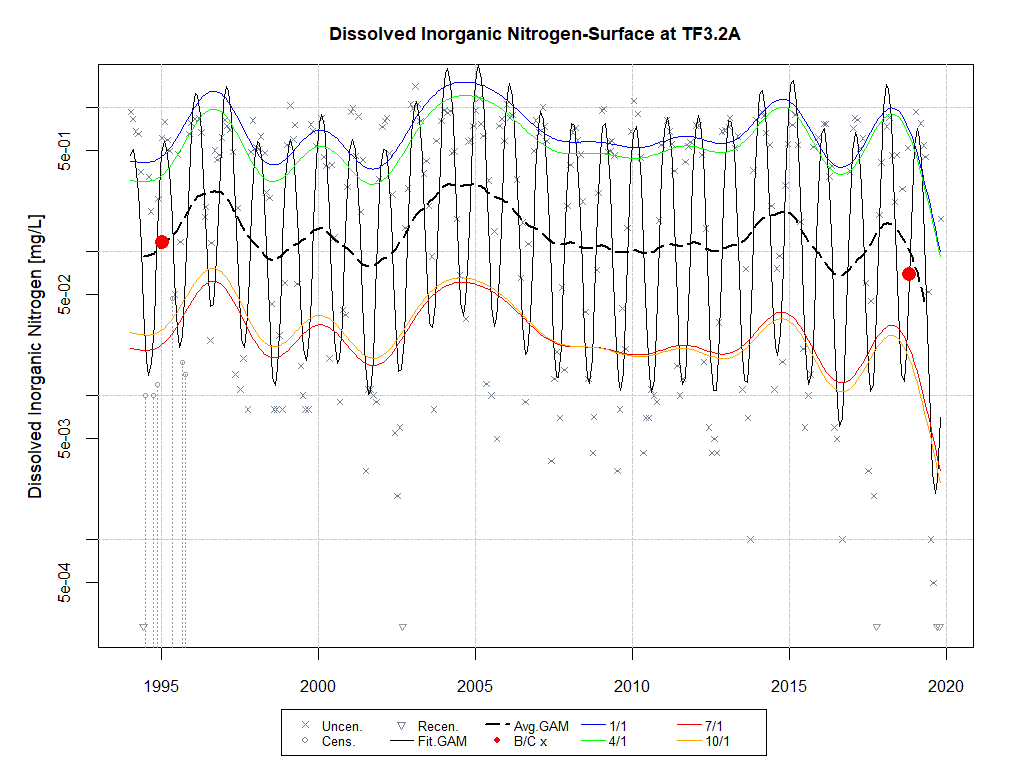 Dissolved Inorganic Nitrogen-Surface at TF3.2A
Dissolved Inorganic Nitrogen [mg/L]
5e-01
5e-02
5e-03
5e-04
1995 2000 2005 2010 2015 2020
Uncen. Recen. Avg.GAM 1/1 7/1
Cens. Fit.GAM B/C x 4/1 10/1